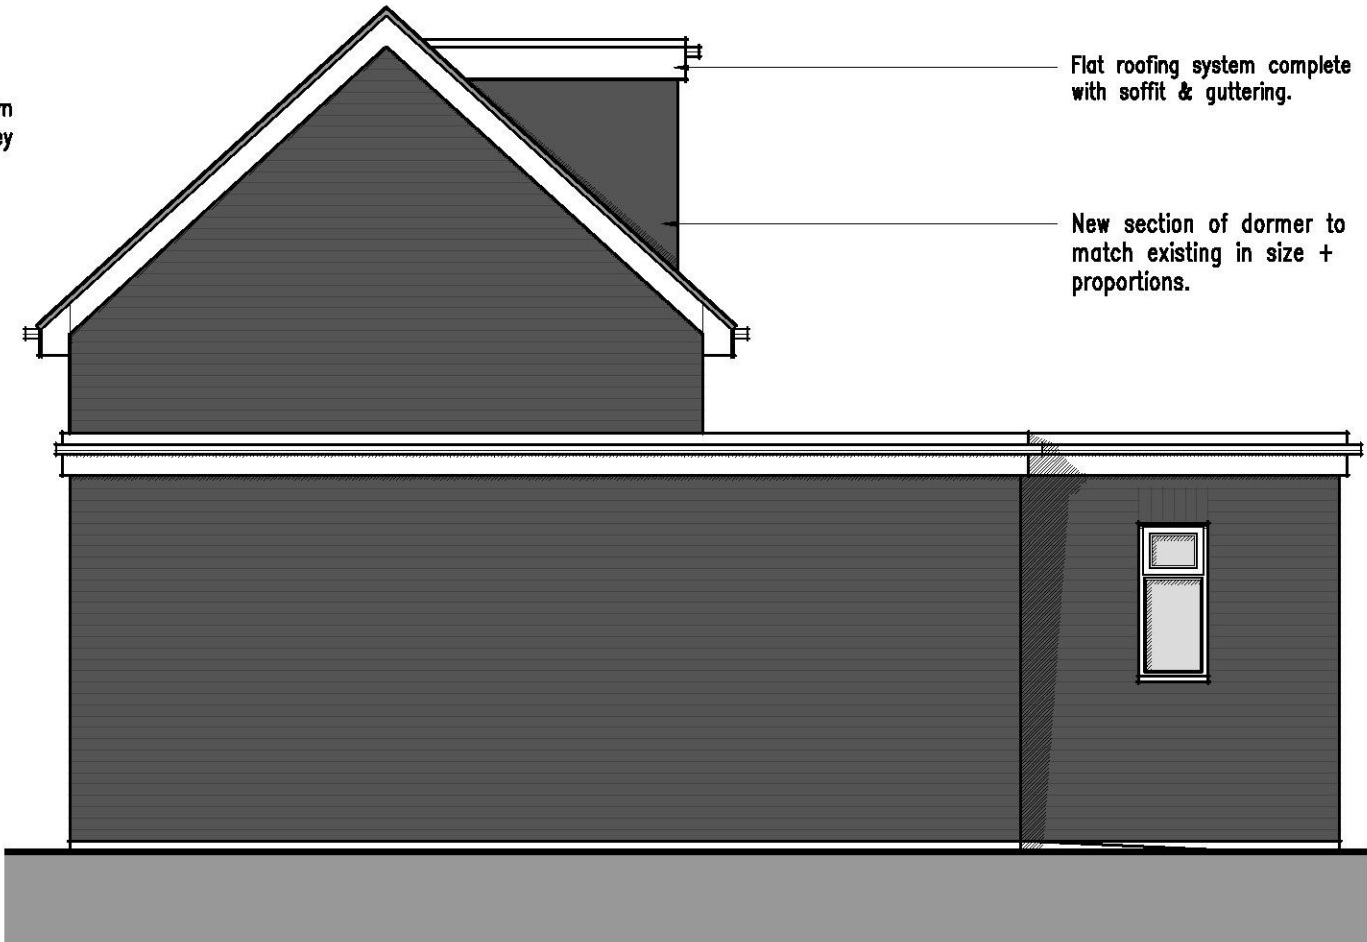 Flat roofing system complete
with soffit & guttering.
New section of dormer to
match existing in size +
proportions.